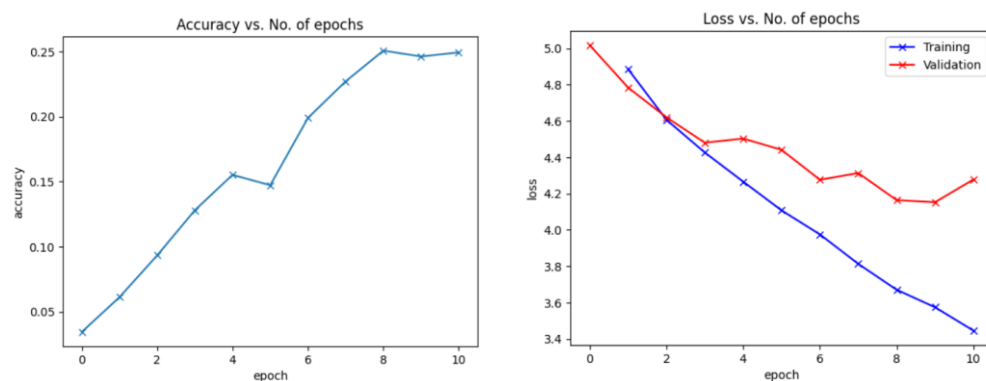 Accuracy vs. No. of epochs
0.25
0.20
0.15
0.10
0.05
accuracy
0 2 4 6 8 10
epoch
Loss vs. No. of epochs
Training
Validation
5.0
4.8
4.6
4.4
4.2
4.0
3.8
3.6
3.4
loss
0 2 4 6 8 10
epoch